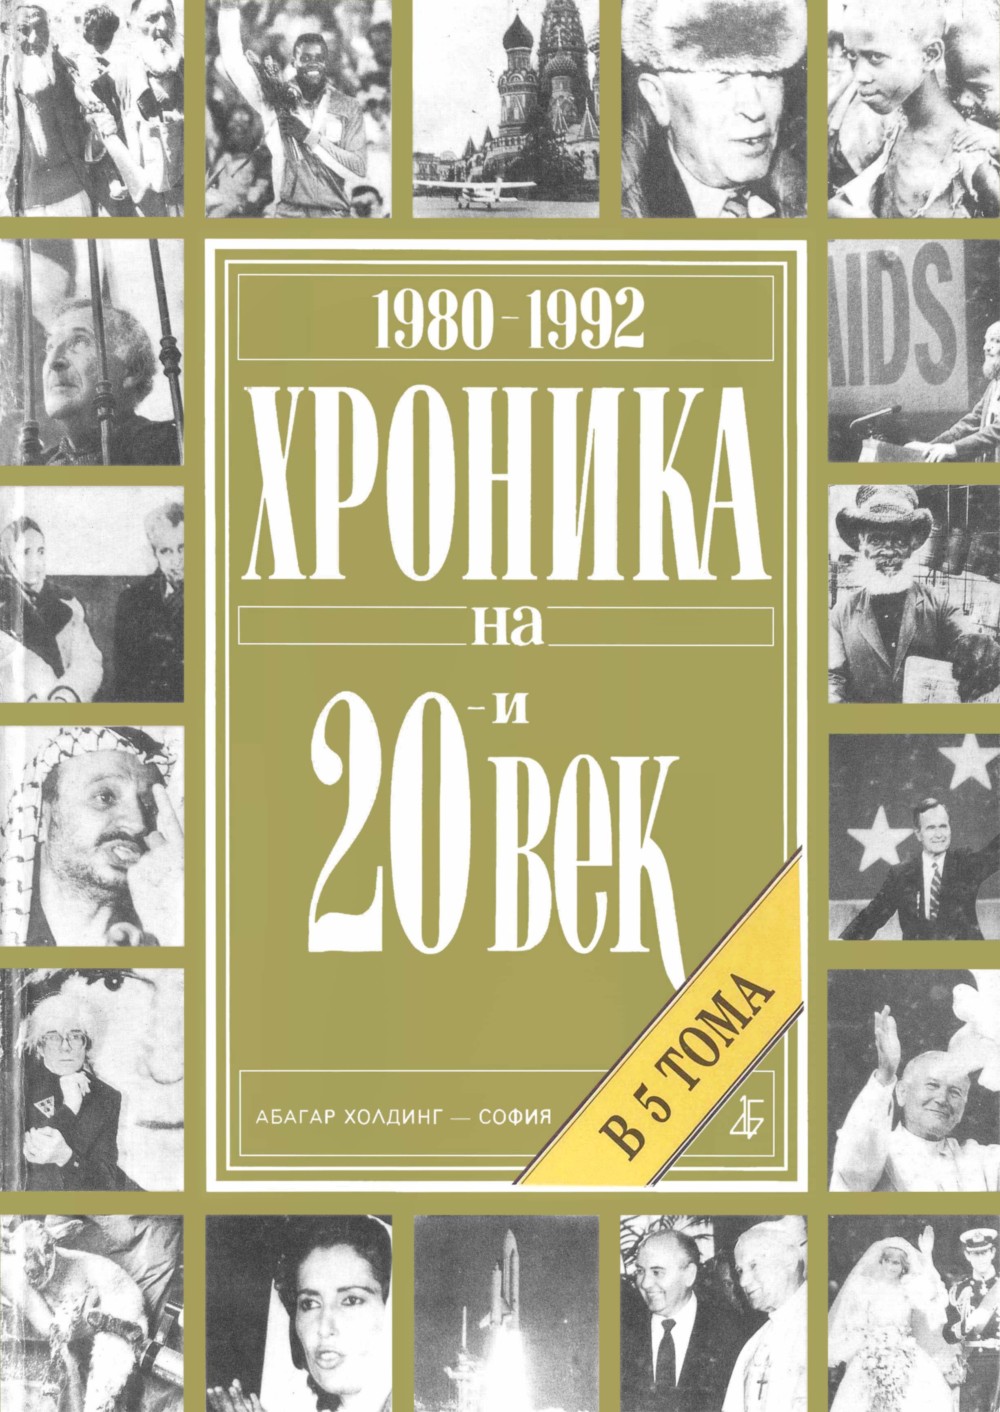 1980-1992
ХРОНИКА
на
20-и век
В 5 ТОМА
АБАГАР ХОЛДИНГ — СОФИЯ
AIDS